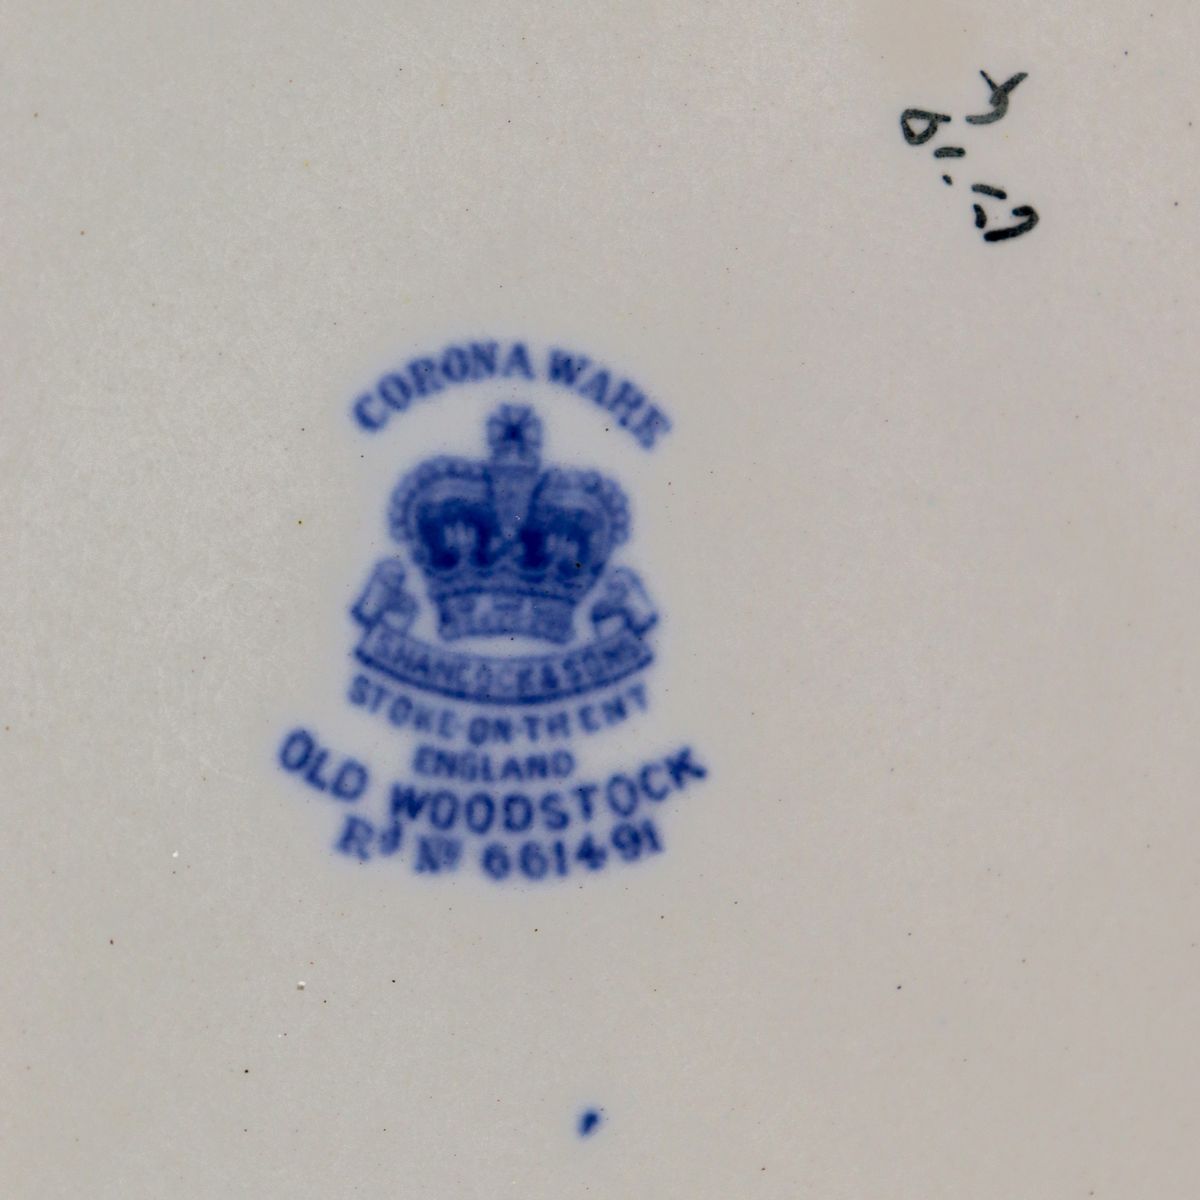 CORONA WARE
S. HANCOCK & SONS
STOKE-ON-TRENT
ENGLAND
OLD WOODSTOCK
Rd No 661491